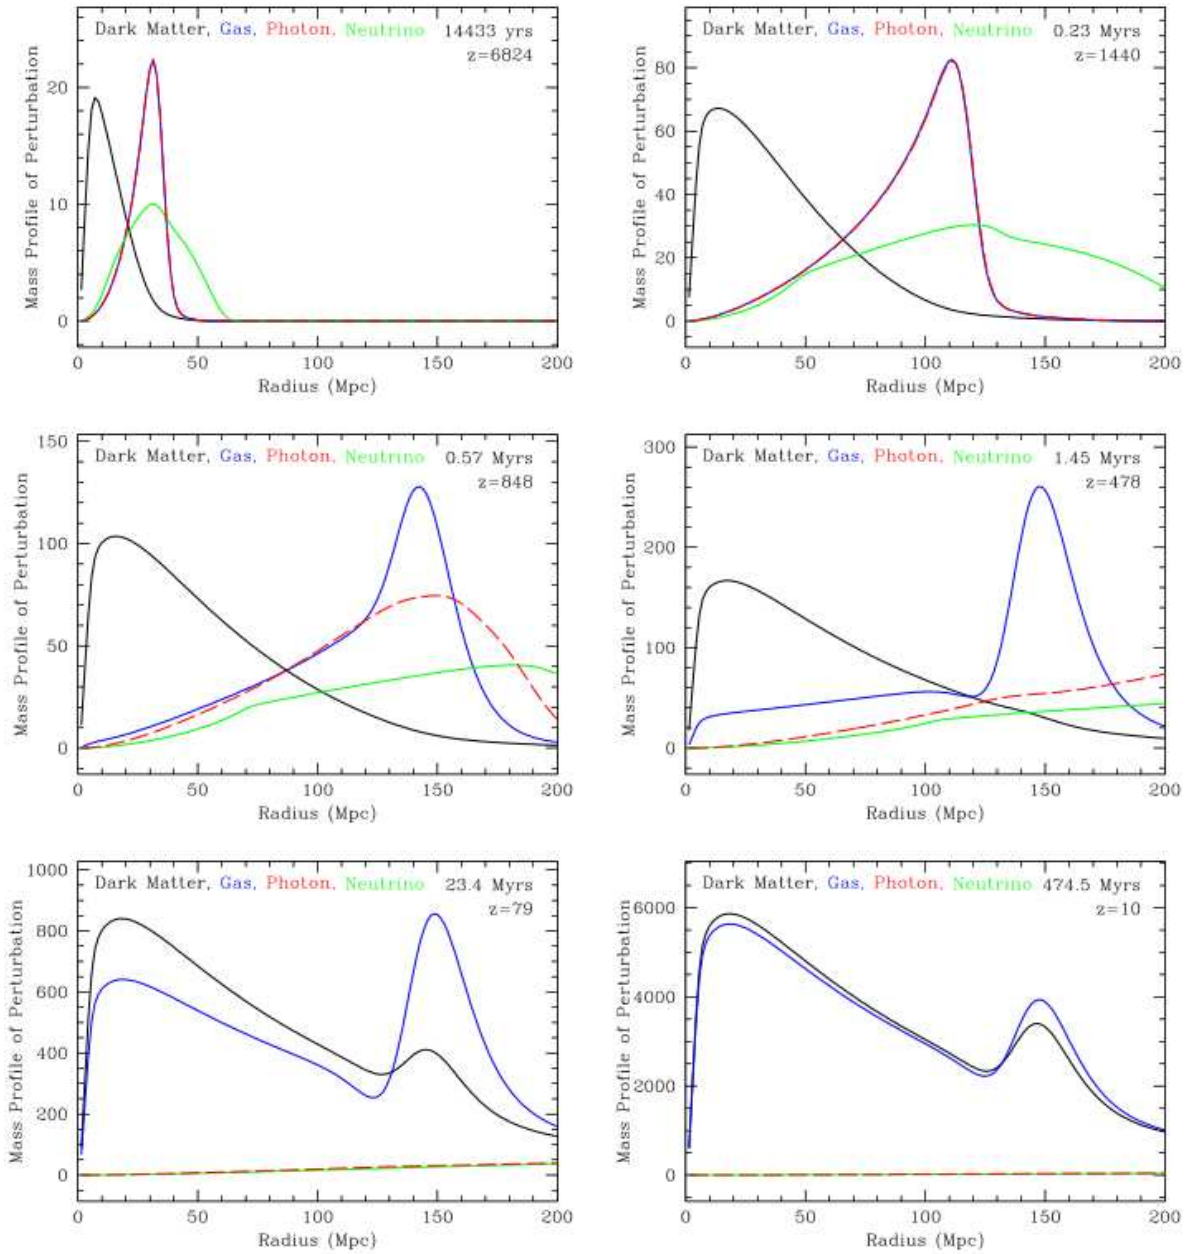 Dark Matter, Gas, Photon, Neutrino 14433 yrs
z=6824
Mass Profile of Perturbation
20
10
0
0 50 100 150 200
Radius (Mpc)
Dark Matter, Gas, Photon, Neutrino 0.23 Myrs
z=1440
Mass Profile of Perturbation
80
60
40
20
0
0 50 100 150 200
Radius (Mpc)
Dark Matter, Gas, Photon, Neutrino 0.57 Myrs
z=848
Mass Profile of Perturbation
150
100
50
0
0 50 100 150 200
Radius (Mpc)
Dark Matter, Gas, Photon, Neutrino 1.45 Myrs
z=478
Mass Profile of Perturbation
300
200
100
0
0 50 100 150 200
Radius (Mpc)
Dark Matter, Gas, Photon, Neutrino 23.4 Myrs
z=79
Mass Profile of Perturbation
1000
800
600
400
200
0
0 50 100 150 200
Radius (Mpc)
Dark Matter, Gas, Photon, Neutrino 474.5 Myrs
z=10
Mass Profile of Perturbation
6000
4000
2000
0
0 50 100 150 200
Radius (Mpc)